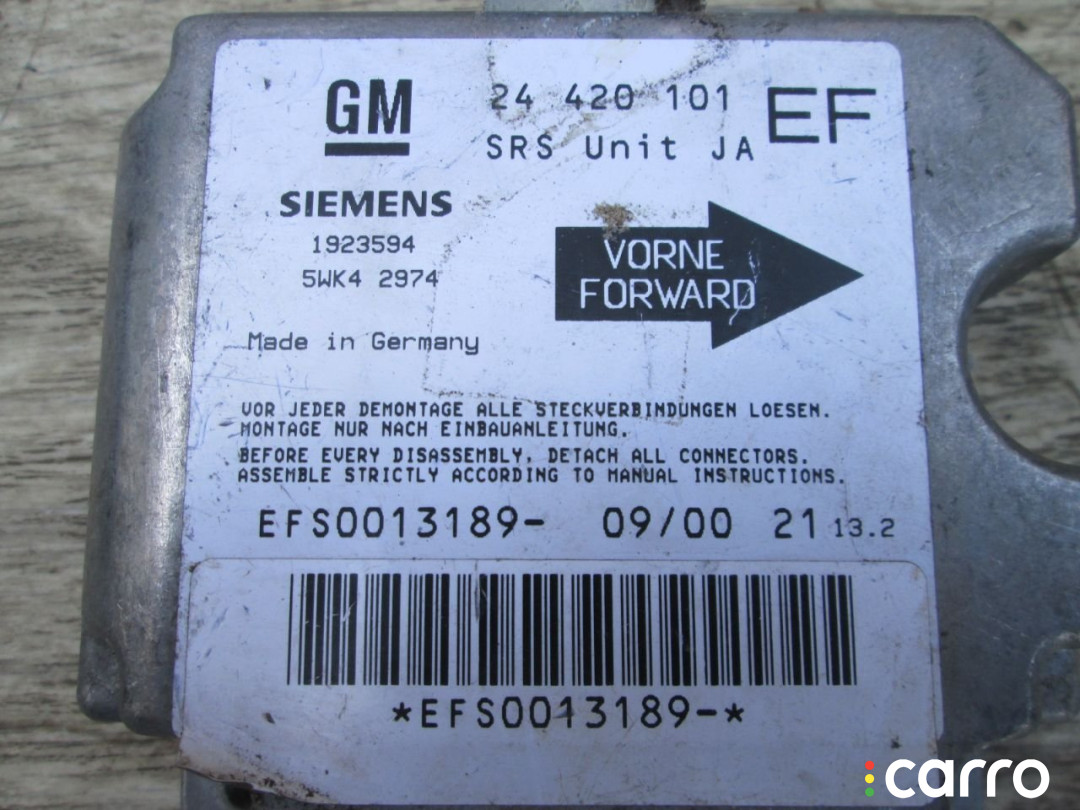 GM
24 420 101 EF
SRS Unit JA
SIEMENS
1923594
5WK4 2974
VORNE
FORWARD
Made in Germany
VOR JEDER DEMONTAGE ALLE STECKVERBINDUNGEN LOESEN.
MONTAGE NUR NACH EINBAUANLEITUNG.
BEFORE EVERY DISASSEMBLY, DETACH ALL CONNECTORS.
ASSEMBLE STRICTLY ACCORDING TO MANUAL INSTRUCTIONS.
EFS0013189- 09/00 21 13.2
*EFS0013189-*
carro